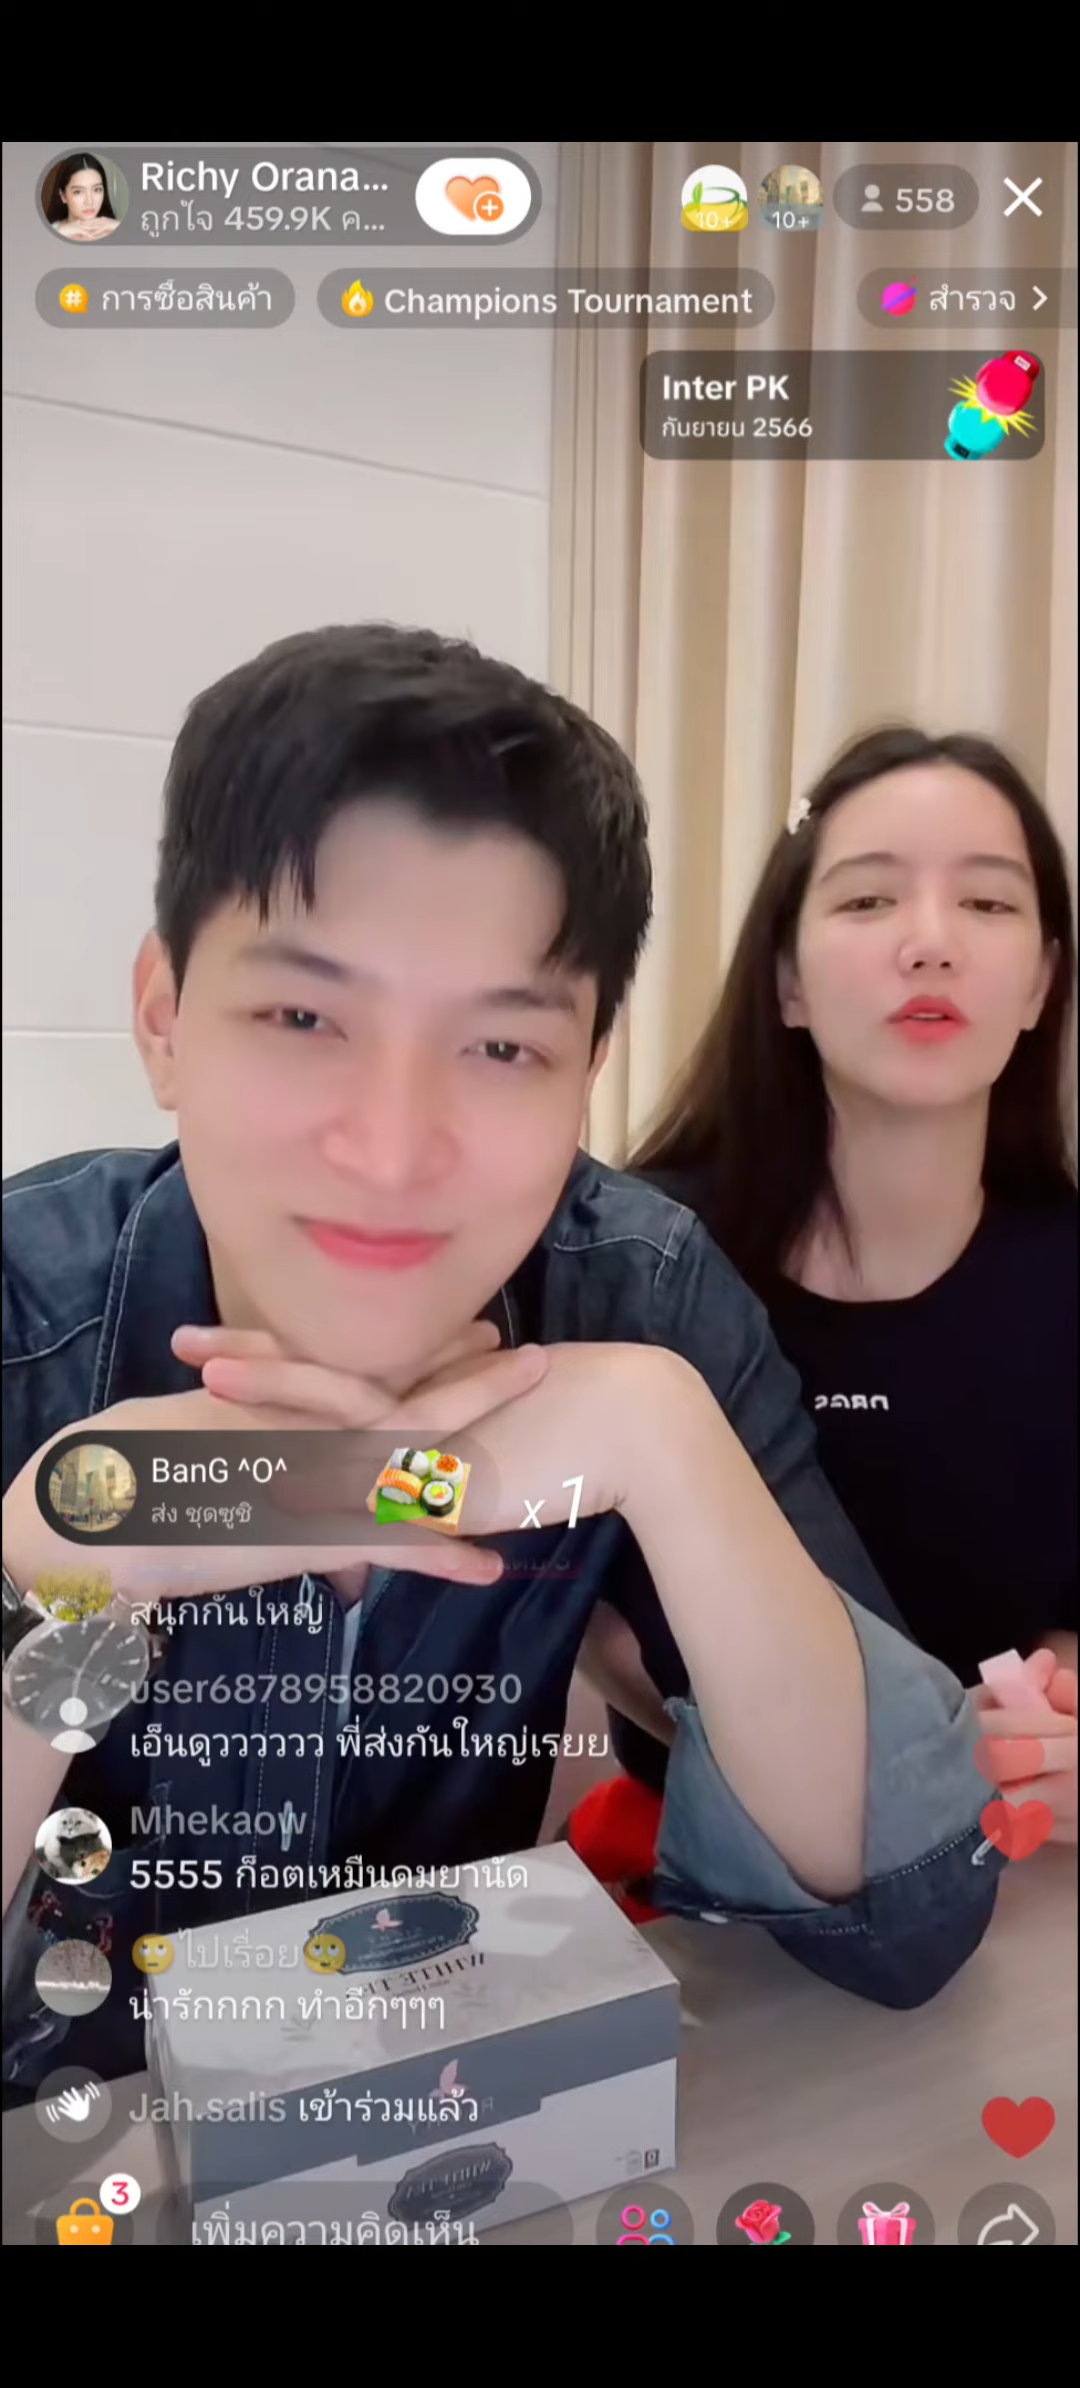 Richy Orana...
ถูกใจ 459.9K ค...
10+
10+
558
การซื้อสินค้า
Champions Tournament
สำรวจ
Inter PK
กันยายน 2566
BanG ^O^
ส่ง ชุดซูชิ
x 1
สนุกกันใหญ่
user6878958820930
เอ็นดูวววววว พี่ส่งกันใหญ่เรยย
Mhekaow
5555 ก็อตเหมืนดมยานัด
🙄ไปเรื่อย🙄
น่ารักกกก ทำอีกๆๆๆ
WHITE TE
Jah.salis เข้าร่วมแล้ว
3
เพิ่มความคิดเห็น